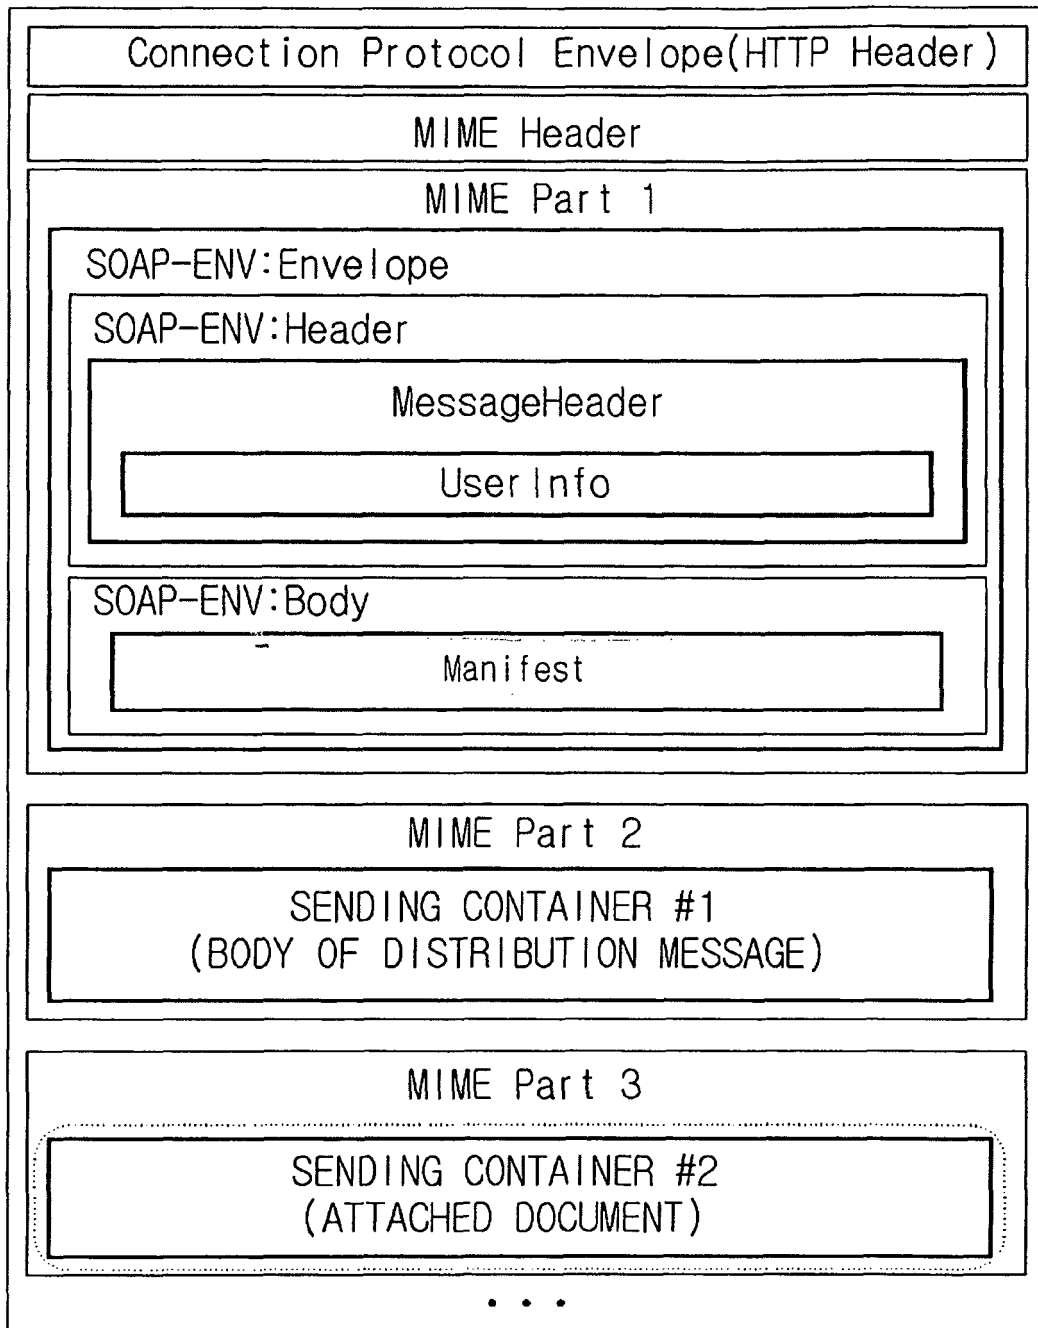 Connection Protocol Envelope(HTTP Header)
MIME Header
MIME Part 1
SOAP-ENV:Envelope
SOAP-ENV:Header
MessageHeader
UserInfo
SOAP-ENV:Body
Manifest
MIME Part 2
SENDING CONTAINER #1
(BODY OF DISTRIBUTION MESSAGE)
MIME Part 3
SENDING CONTAINER #2
(ATTACHED DOCUMENT)
...